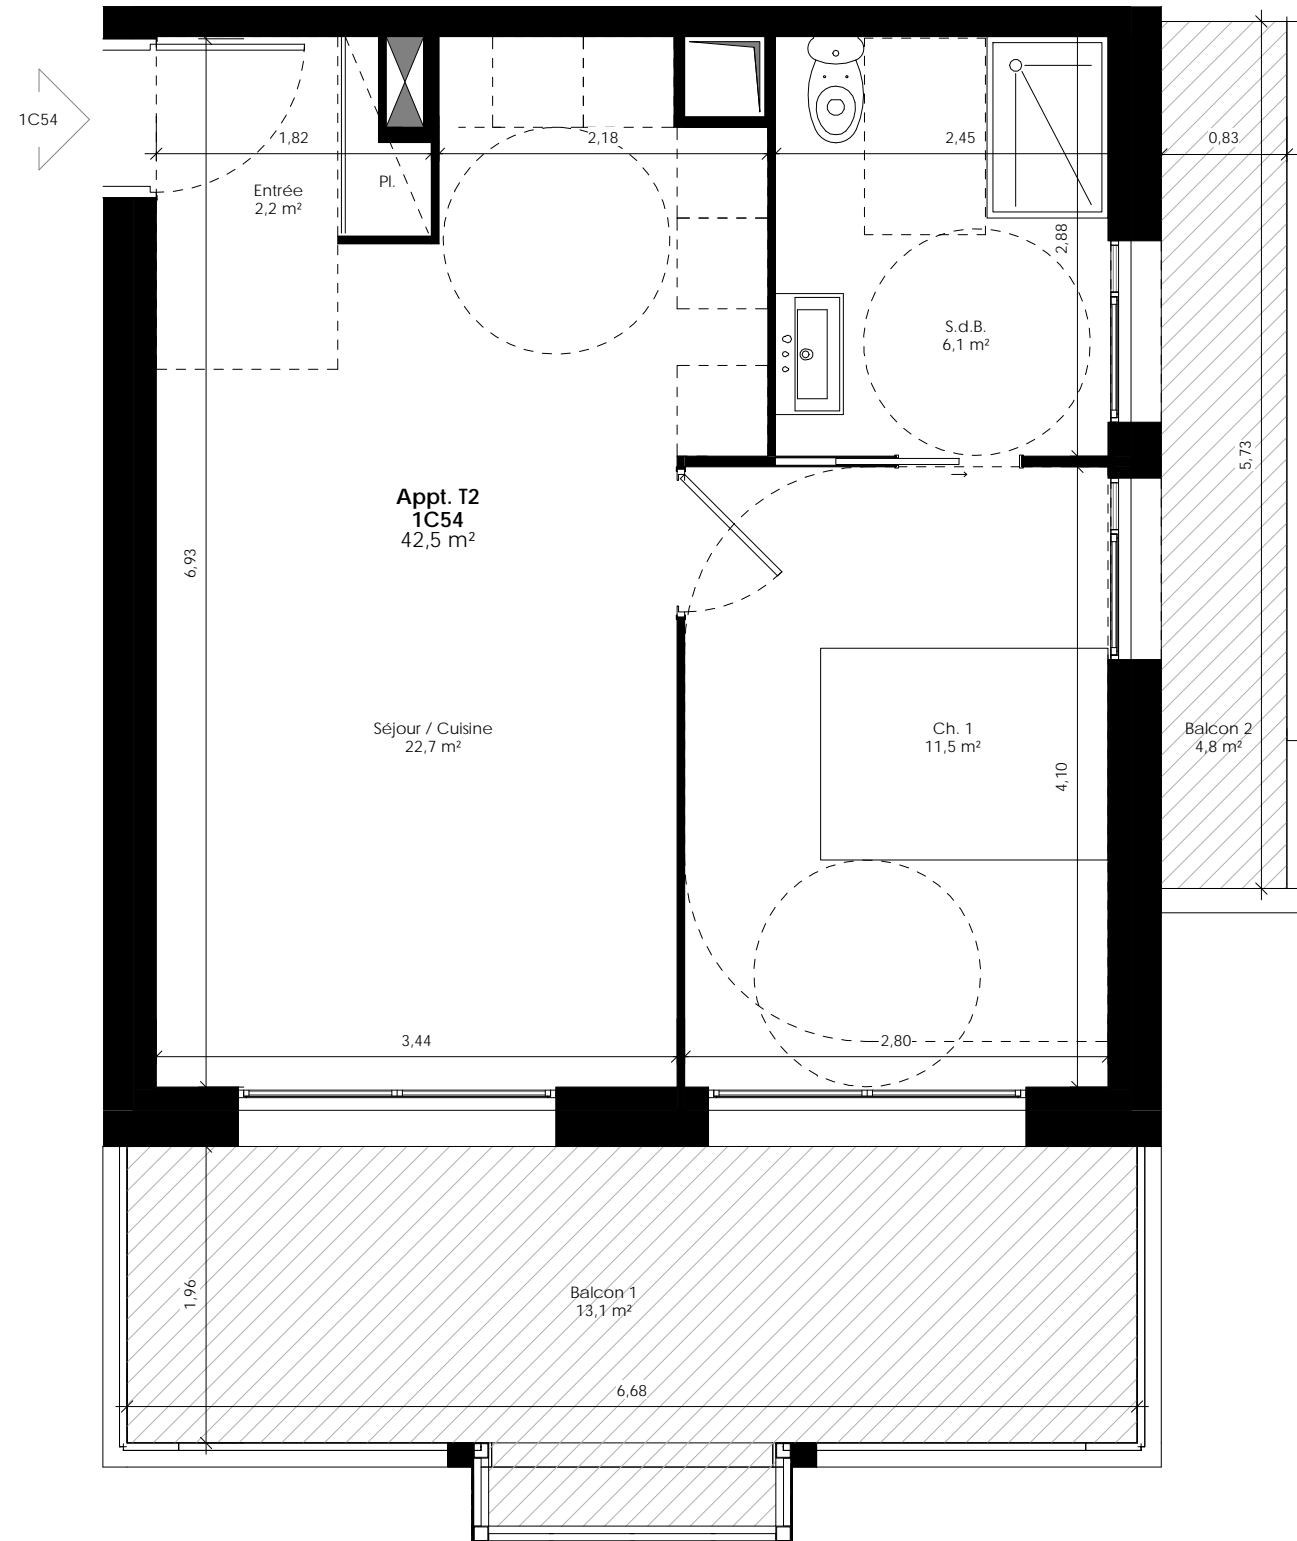 1C54
1,82
2,18
2,45
0,83
Entrée
2,2 m²
Pl.
2,88
S.d.B.
6,1 m²
5,73
Appt. T2
1C54
42,5 m²
6,93
Séjour / Cuisine
22,7 m²
Ch. 1
11,5 m²
Balcon 2
4,8 m²
4,10
3,44
2,80
1,96
Balcon 1
13,1 m²
6,68